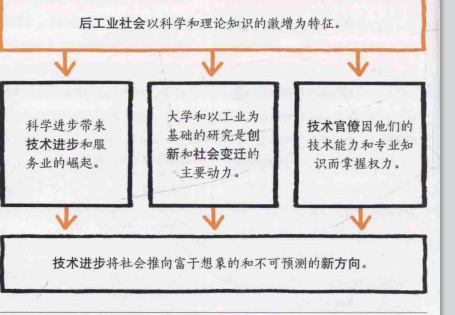 后工业社会以科学和理论知识的激增为特征。
科学进步带来
技术进步和服
务业的崛起。
大学和以工业为
基础的研究是创
新和社会变迁的
主要动力。
技术官僚因他们的
技术能力和专业知
识而掌握权力。
技术进步将社会推向富于想象的和不可预测的新方向。